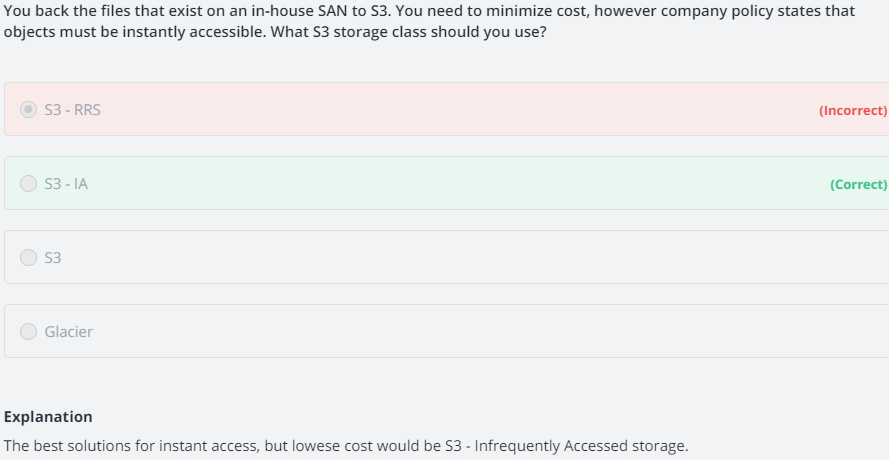 You back the files that exist on an in-house SAN to S3. You need to minimize cost, however company policy states that
objects must be instantly accessible. What S3 storage class should you use?
S3 - RRS (Incorrect)
S3 - IA (Correct)
S3
Glacier
Explanation
The best solutions for instant access, but lowese cost would be S3 - Infrequently Accessed storage.